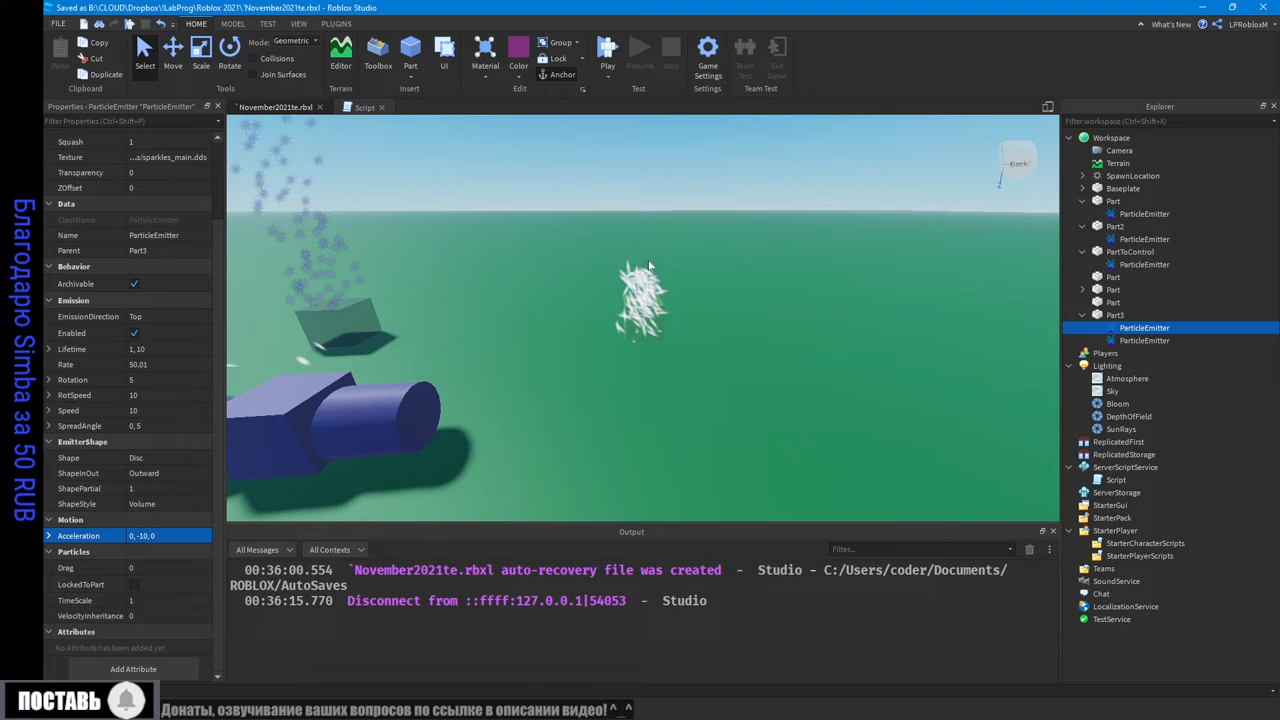 Saved as B:\CLOUD\Dropbox\!LabProg\Roblox 2021\`November2021te.rbxl - Roblox Studio
FILE
HOME
MODEL
TEST
VIEW
PLUGINS
What's New
LPRobloxM
Paste
Copy
Cut
Duplicate
Clipboard
Select
Move
Scale
Rotate
Mode: Geometric
Collisions
Join Surfaces
Tools
Editor
Terrain
Toolbox
Part
UI
Insert
Material
Color
Group
Lock
Anchor
Edit
Play
Resume
Stop
Test
Game Settings
Settings
Team Test
Exit Game
Team Test
Properties - ParticleEmitter "ParticleEmitter"
Filter Properties (Ctrl+Shift+P)
Squash 1
Texture ...s/sparkles_main.dds
Transparency 0
ZOffset 0
Data
ClassName ParticleEmitter
Name ParticleEmitter
Parent Part3
Behavior
Archivable
Emission
EmissionDirection Top
Enabled
Lifetime 1, 10
Rate 50.01
Rotation 5
RotSpeed 10
Speed 10
SpreadAngle 0, 5
EmitterShape
Shape Disc
ShapeInOut Outward
ShapePartial 1
ShapeStyle Volume
Motion
Acceleration 0, -10, 0
Particles
Drag 0
LockedToPart
TimeScale 1
VelocityInheritance 0
Attributes
No Attribute has been added yet
Add Attribute
`November2021te.rbxl
Script
Back
Output
All Messages
All Contexts
Filter...
00:36:00.554 `November2021te.rbxl auto-recovery file was created - Studio - C:/Users/coder/Documents/
ROBLOX/AutoSaves
00:36:15.770 Disconnect from ::ffff:127.0.0.1|54053 - Studio
Explorer
Filter workspace (Ctrl+Shift+X)
Workspace
Camera
Terrain
SpawnLocation
Baseplate
Part
ParticleEmitter
Part2
ParticleEmitter
PartToControl
ParticleEmitter
Part
Part
Part
Part3
ParticleEmitter
ParticleEmitter
Players
Lighting
Atmosphere
Sky
Bloom
DepthOfField
SunRays
ReplicatedFirst
ReplicatedStorage
ServerScriptService
Script
ServerStorage
StarterGui
StarterPack
StarterPlayer
StarterCharacterScripts
StarterPlayerScripts
Teams
SoundService
Chat
LocalizationService
TestService
Благодарю Simba за 50 RUB
ПОСТАВЬ
Донаты, озвучивание ваших вопросов по ссылке в описании видео! ^_^